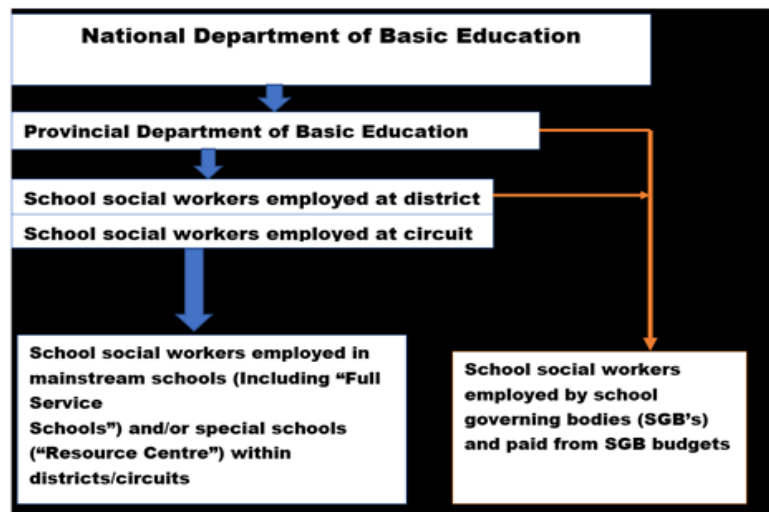 National Department of Basic Education
Provincial Department of Basic Education
School social workers employed at district
School social workers employed at circuit
School social workers employed in
mainstream schools (Including “Full
Service
Schools”) and/or special schools
(“Resource Centre”) within
districts/circuits
School social workers
employed by school
governing bodies (SGB’s)
and paid from SGB budgets